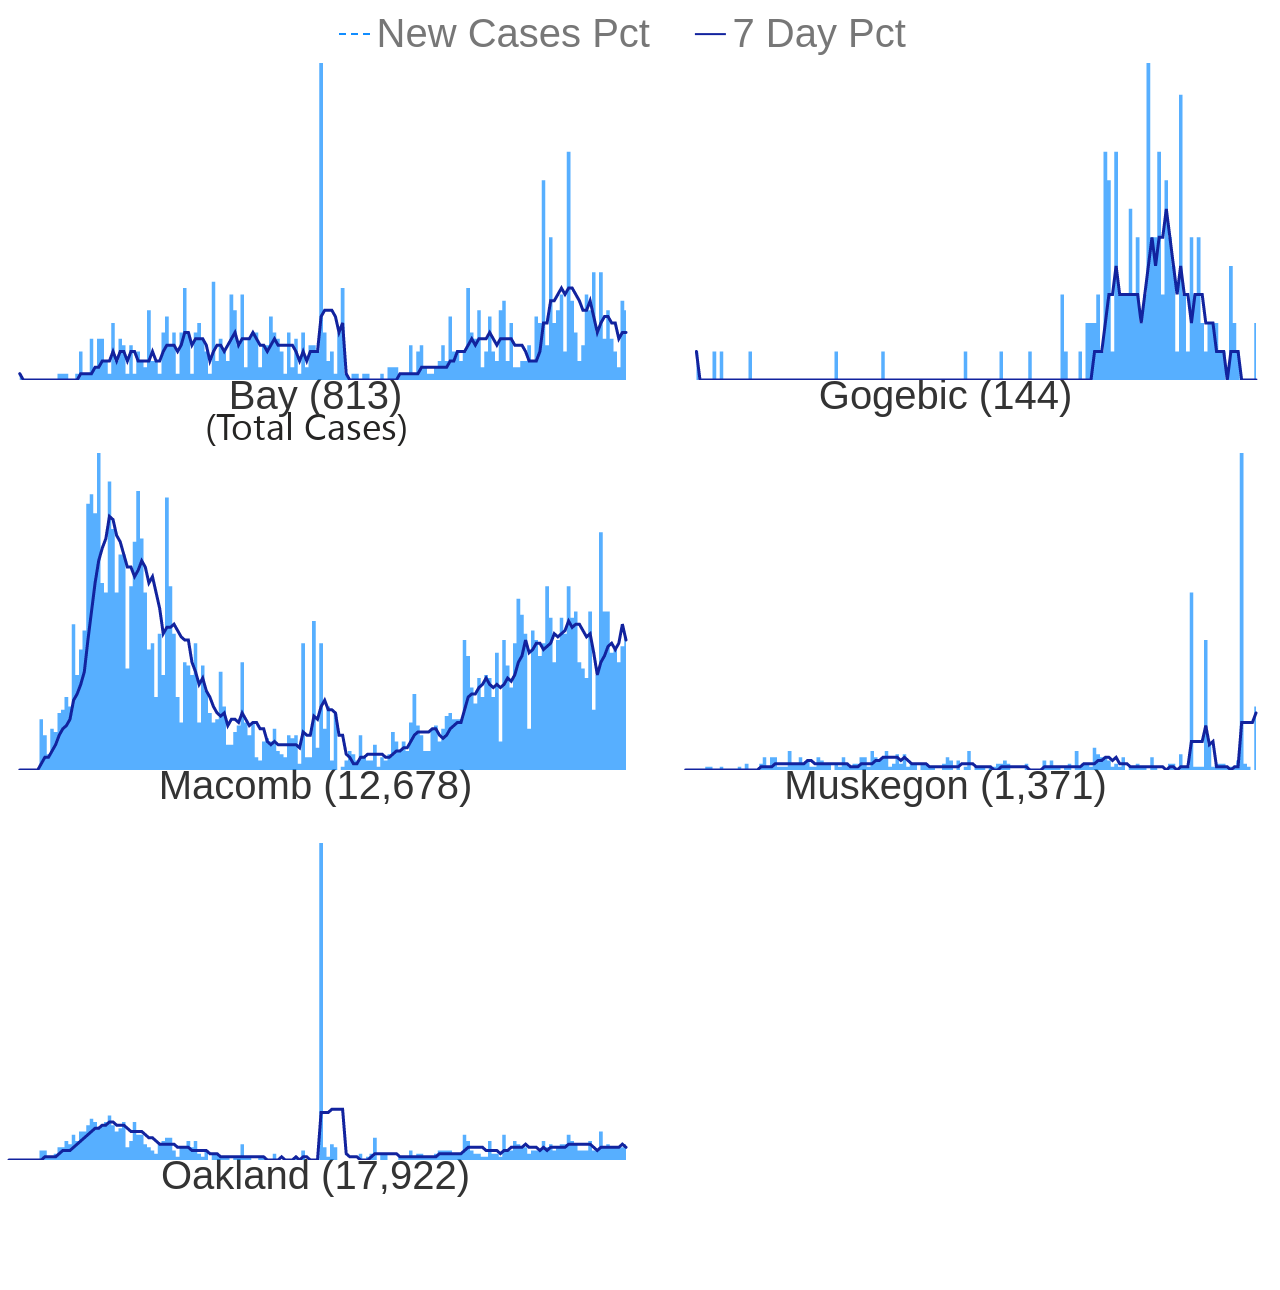 New Cases Pct 7 Day Pct
Bay (813) Gogebic (144)
(Total Cases)
Macomb (12,678) Muskegon (1,371)
Oakland (17,922)